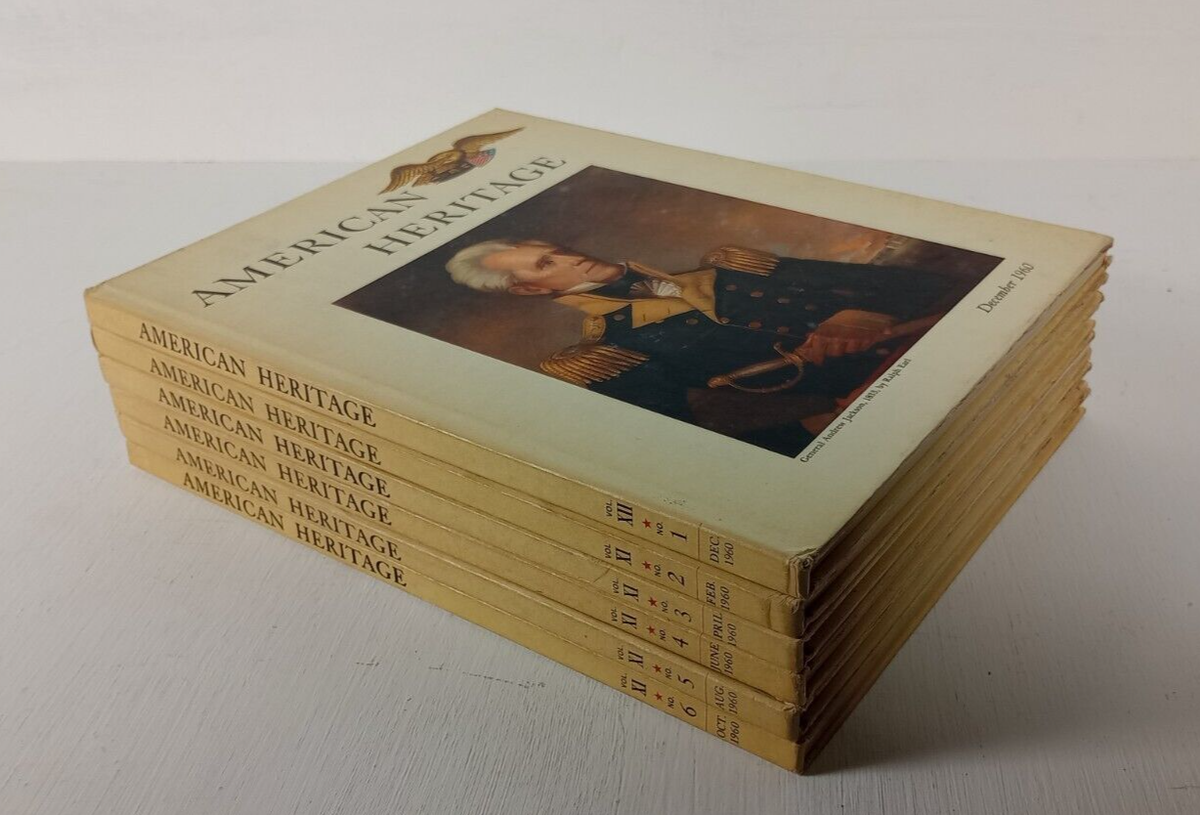 AMERICAN
HERITAGE
December 1960
General Andrew Jackson, 1833, by Ralph Earl
AMERICAN HERITAGE VOL. XII ★ NO. 1 DEC. 1960
AMERICAN HERITAGE VOL. XI ★ NO. 2 FEB. 1960
AMERICAN HERITAGE VOL. XI ★ NO. 3 APRIL 1960
AMERICAN HERITAGE VOL. XI ★ NO. 4 JUNE 1960
AMERICAN HERITAGE VOL. XI ★ NO. 5 AUG. 1960
AMERICAN HERITAGE VOL. XI ★ NO. 6 OCT. 1960